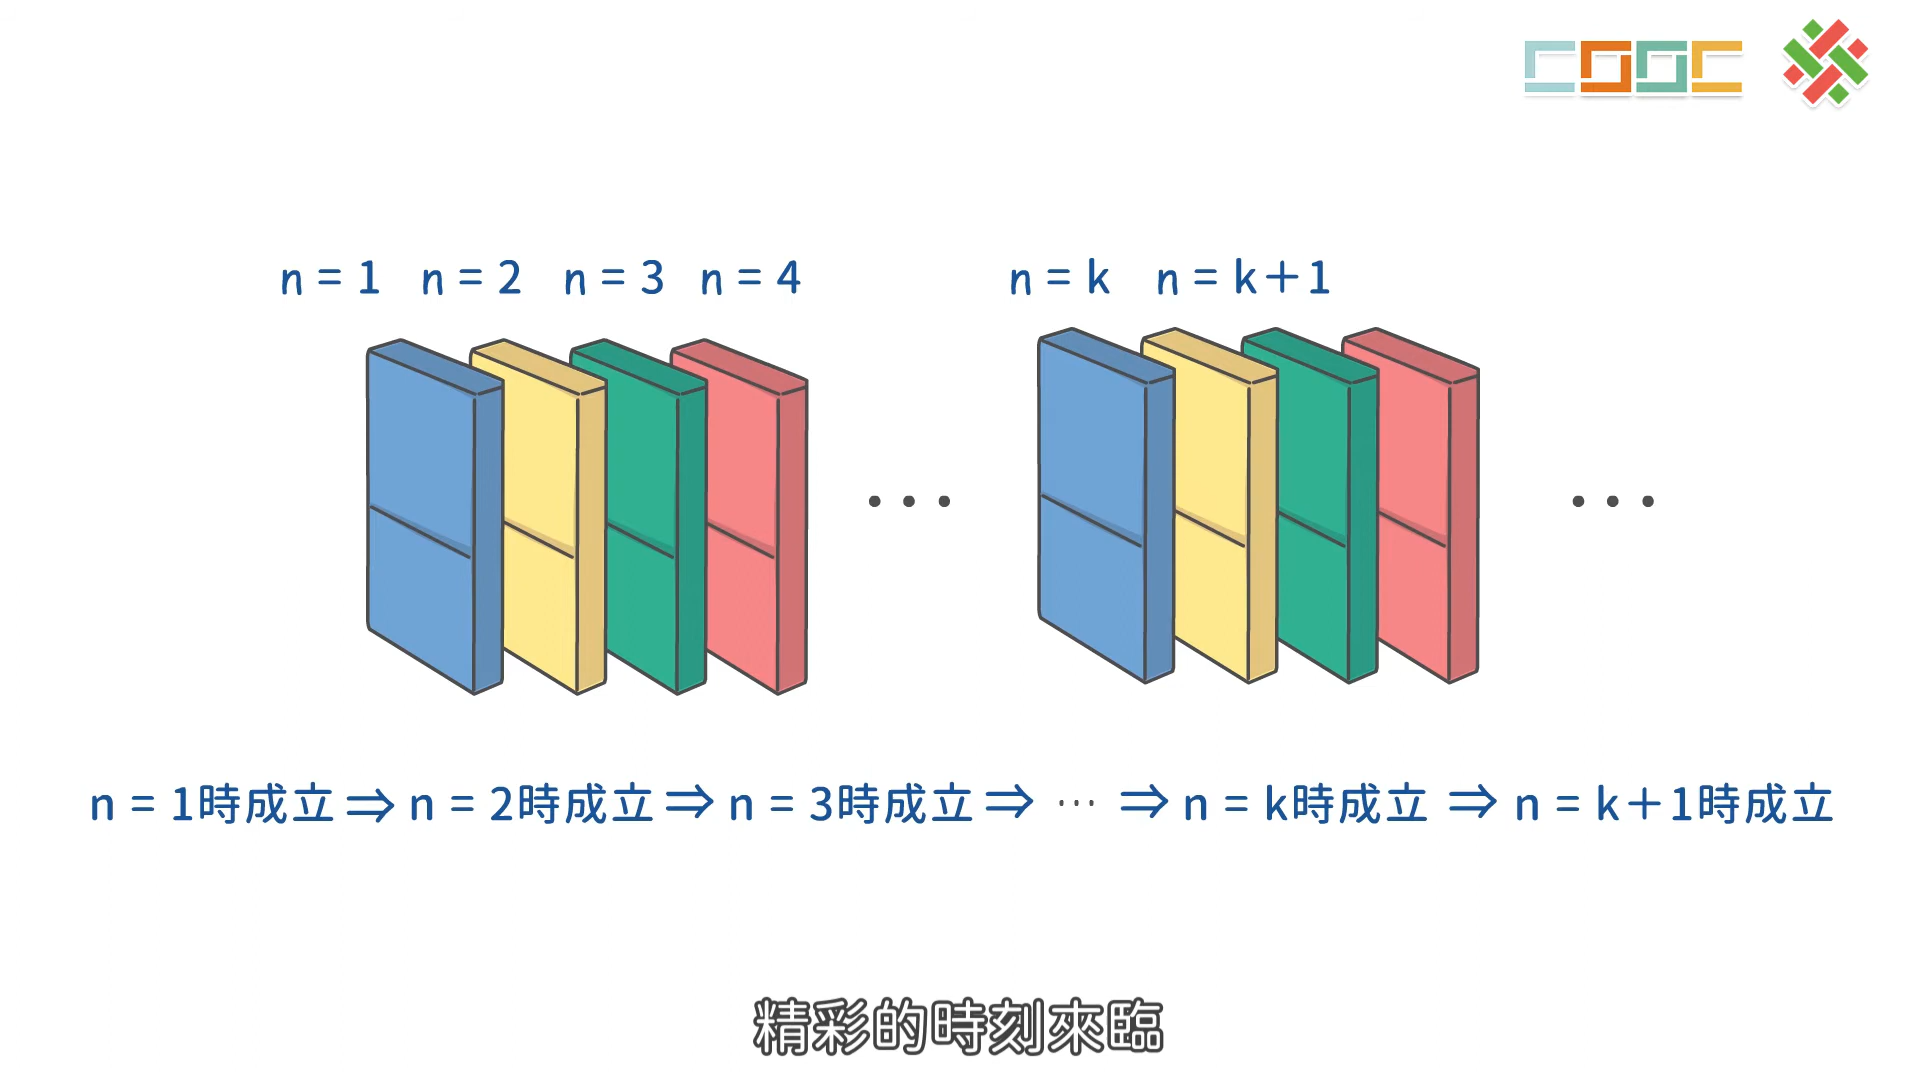 COOC
n = 1 n = 2 n = 3 n = 4 n = k n = k+1
n = 1時成立⇒n = 2時成立⇒n = 3時成立⇒ ⋯ ⇒n = k時成立 ⇒ n = k+1時成立
精彩的時刻來臨